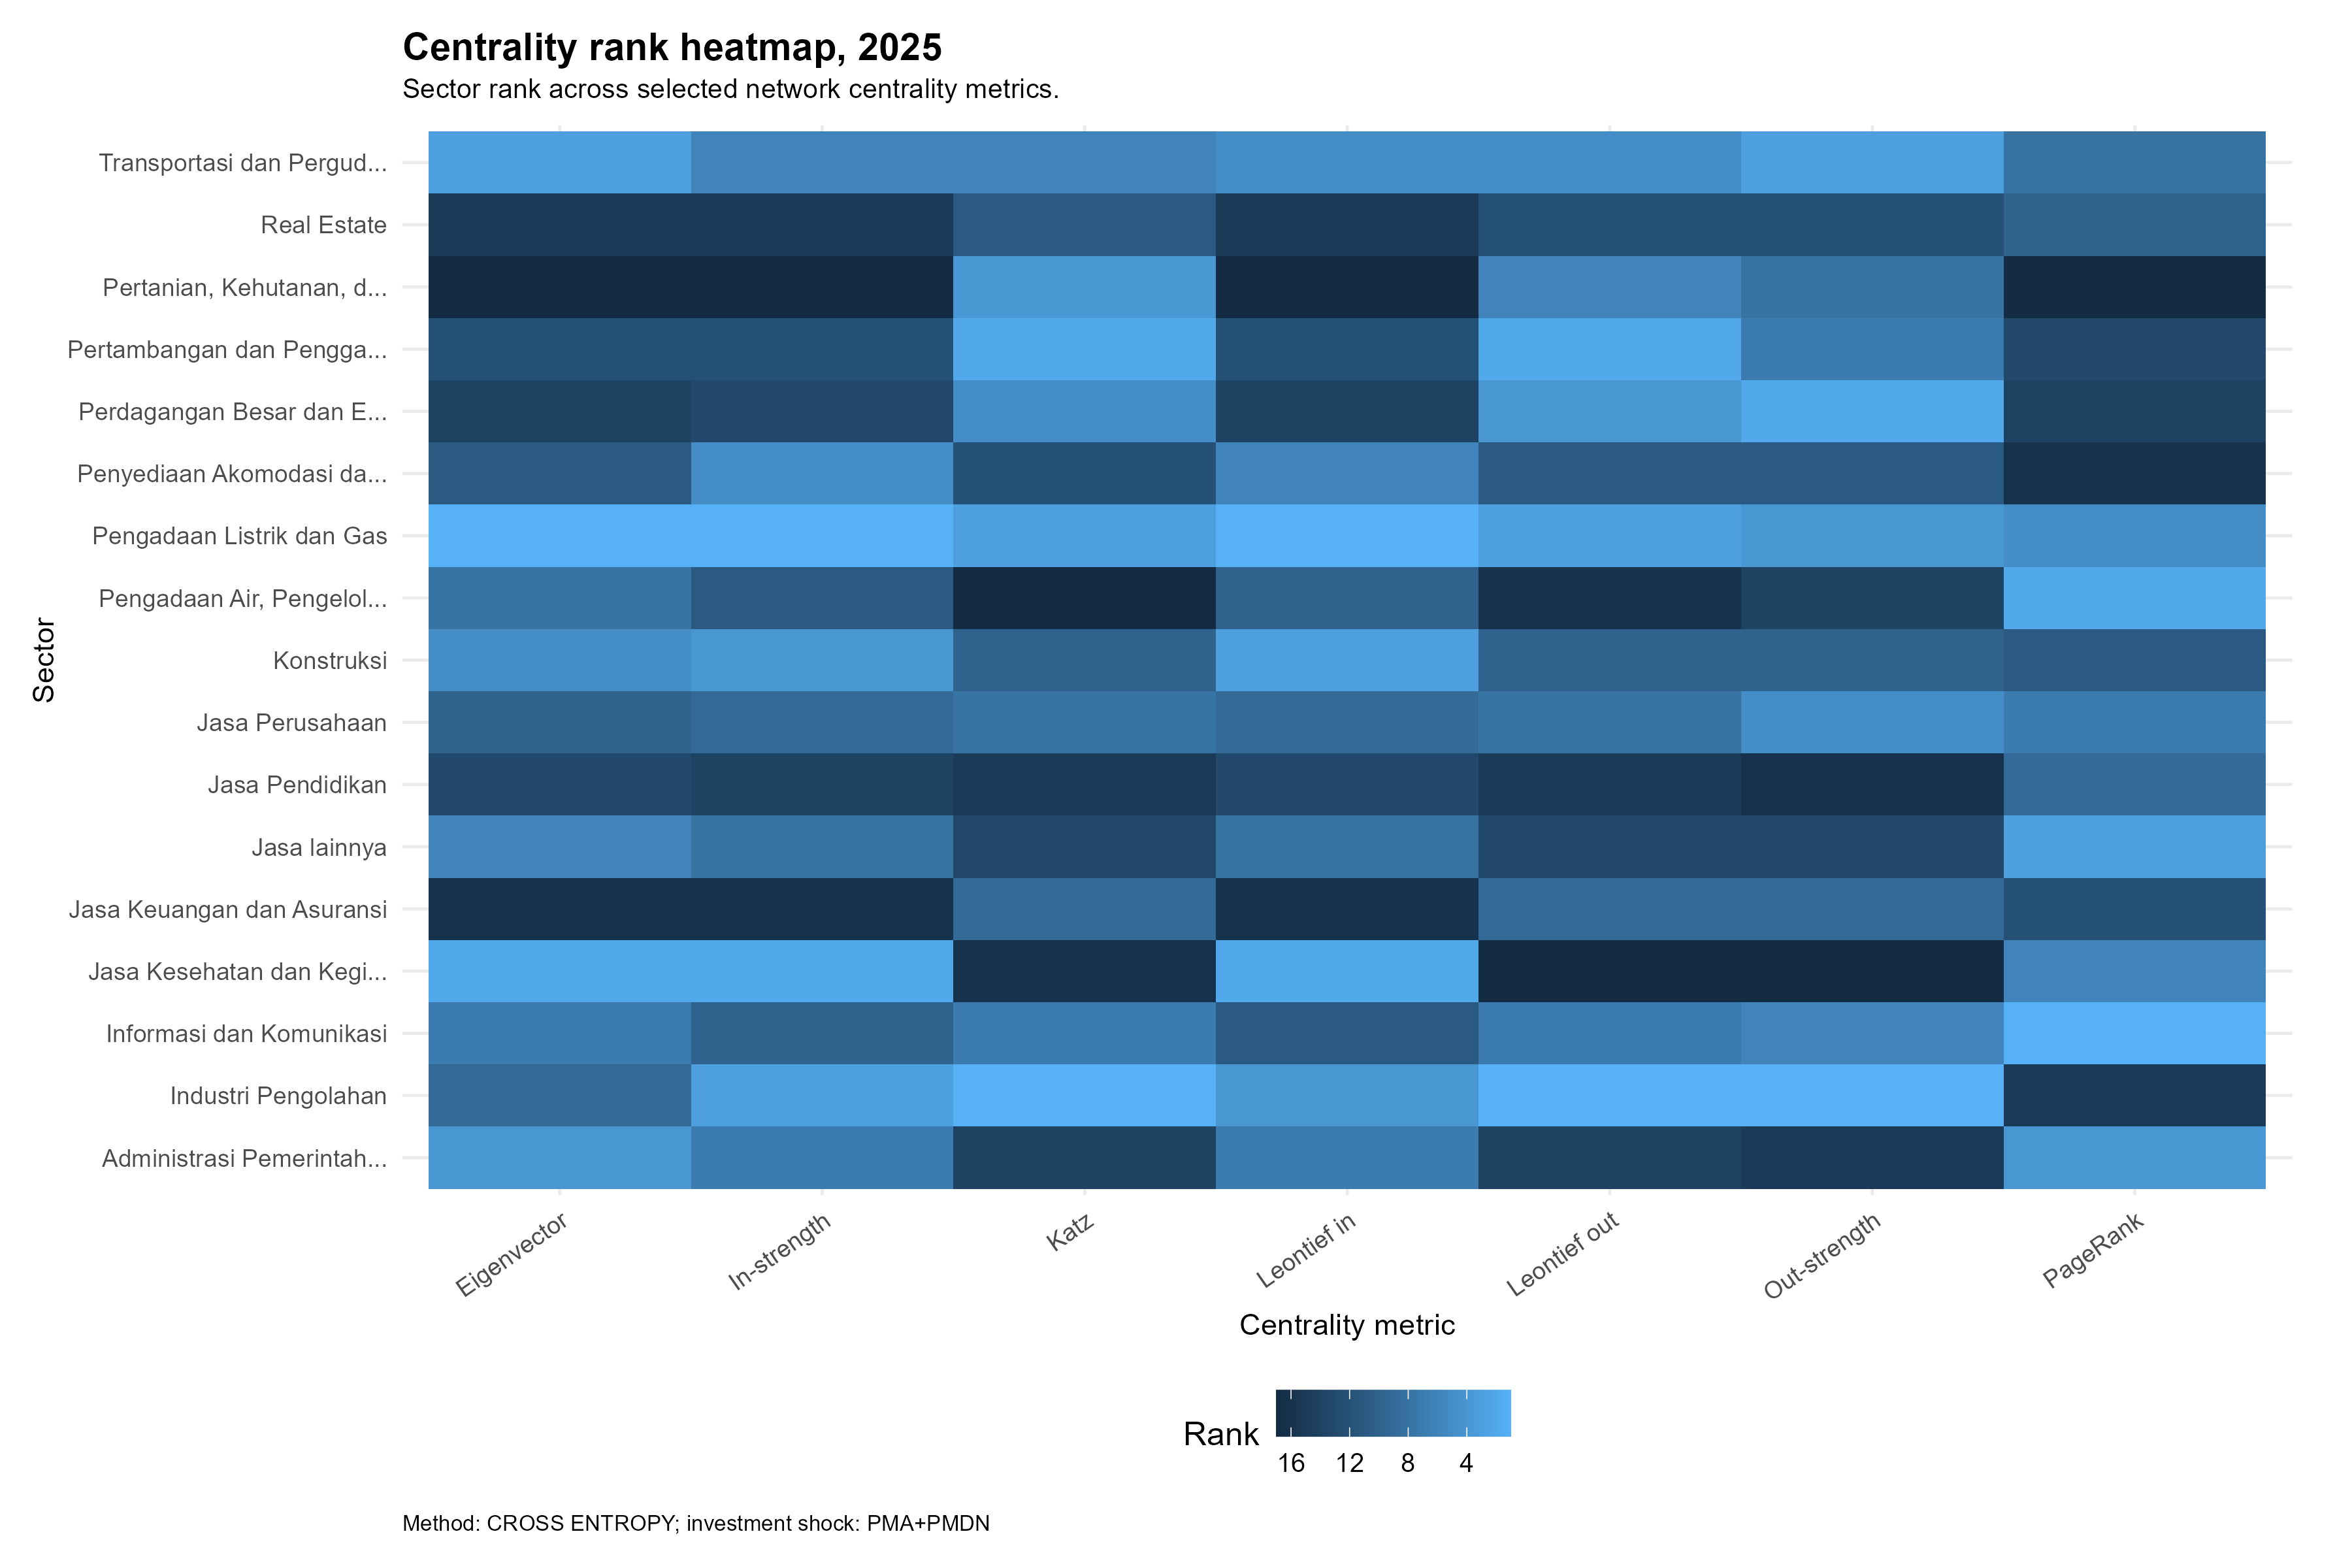 Centrality rank heatmap, 2025
Sector rank across selected network centrality metrics.
Sector
Transportasi dan Pergud...
Real Estate
Pertanian, Kehutanan, d...
Pertambangan dan Pengga...
Perdagangan Besar dan E...
Penyediaan Akomodasi da...
Pengadaan Listrik dan Gas
Pengadaan Air, Pengelol...
Konstruksi
Jasa Perusahaan
Jasa Pendidikan
Jasa lainnya
Jasa Keuangan dan Asuransi
Jasa Kesehatan dan Kegi...
Informasi dan Komunikasi
Industri Pengolahan
Administrasi Pemerintah...
Eigenvector
In-strength
Katz
Leontief in
Leontief out
Out-strength
PageRank
Centrality metric
Rank
16 12 8 4
Method: CROSS ENTROPY; investment shock: PMA+PMDN